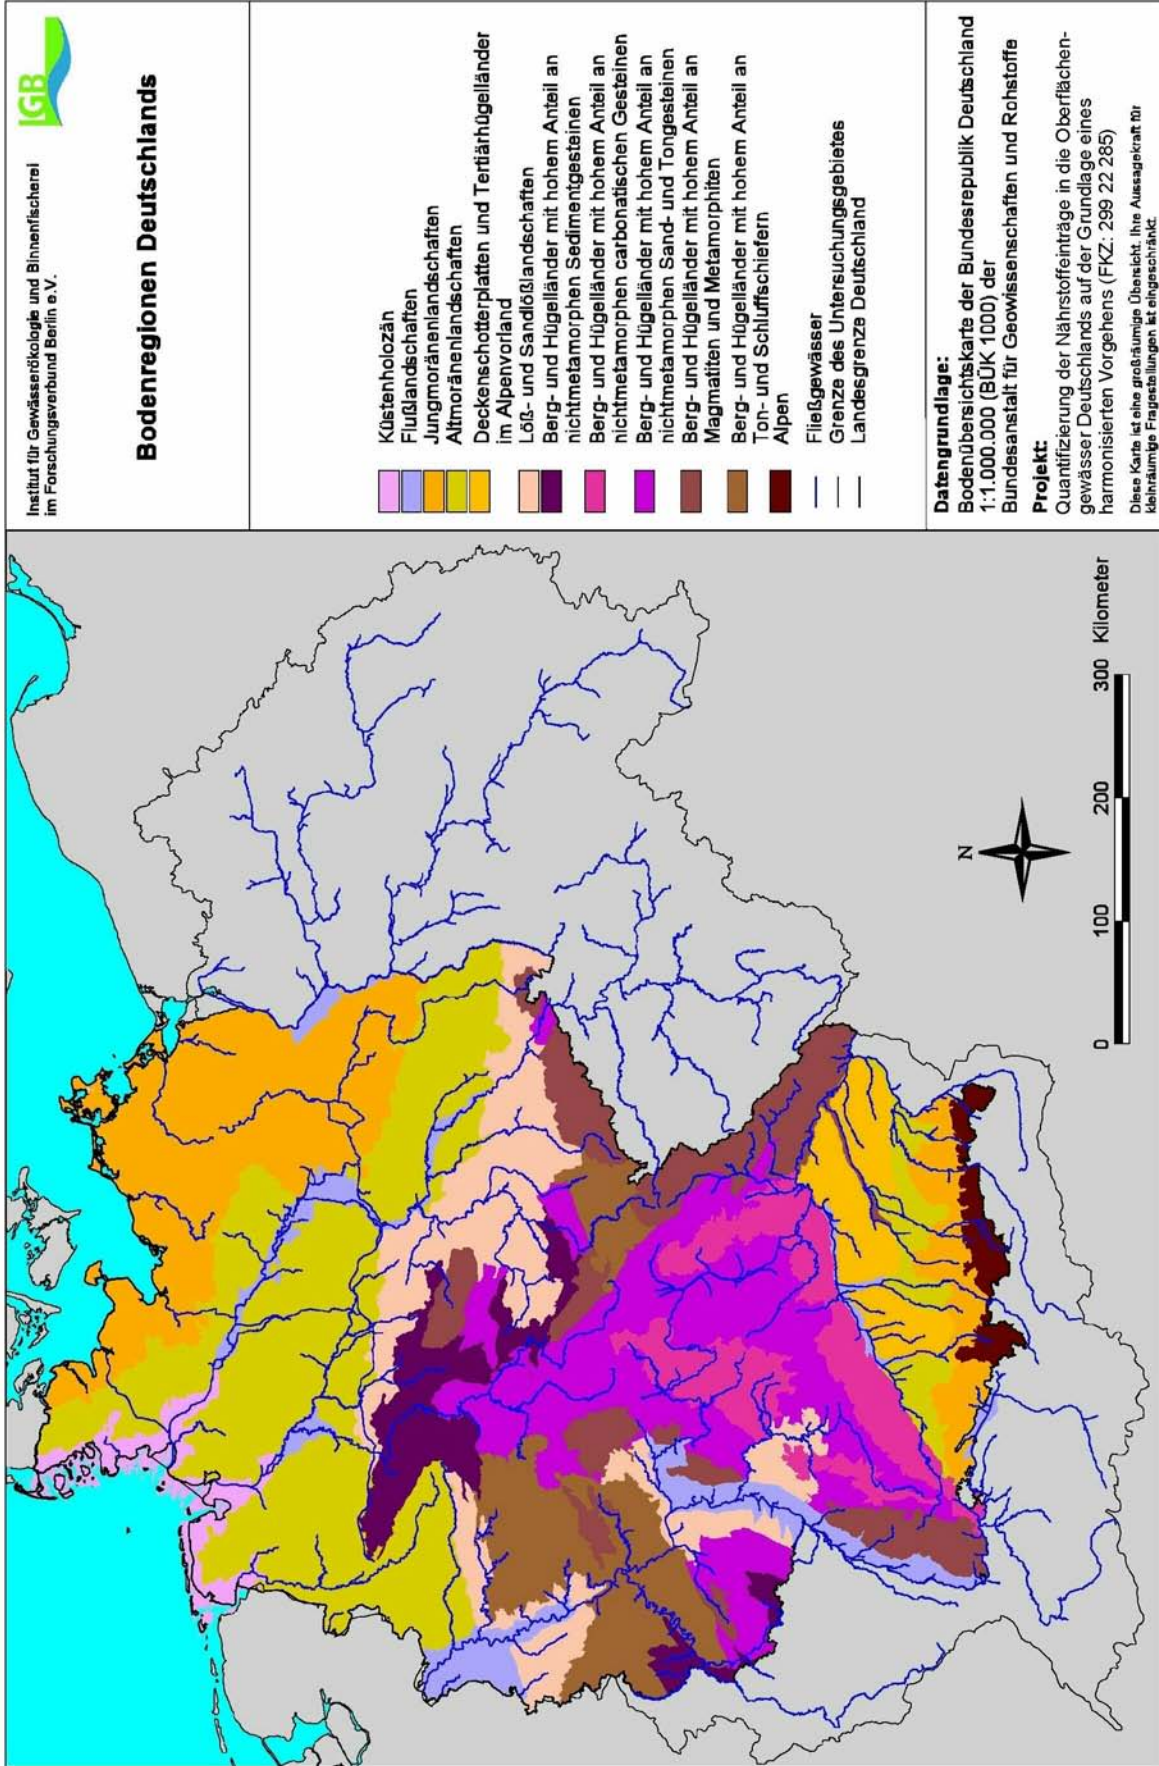 Institut für Gewässerökologie und Binnenfischerei
im Forschungsverbund Berlin e.V.
IGB
Bodenregionen Deutschlands
Küstenholozän
Flußlandschaften
Jungmoränenlandschaften
Altmoränenlandschaften
Deckenschotterplatten und Tertiärhügelländer
im Alpenvorland
Löß- und Sandlößlandschaften
Berg- und Hügelländer mit hohem Anteil an
nichtmetamorphen Sedimentgesteinen
Berg- und Hügelländer mit hohem Anteil an
nichtmetamorphen carbonatischen Gesteinen
Berg- und Hügelländer mit hohem Anteil an
nichtmetamorphen Sand- und Tongesteinen
Berg- und Hügelländer mit hohem Anteil an
Magmatiten und Metamorphiten
Berg- und Hügelländer mit hohem Anteil an
Ton- und Schluffschiefern
Alpen
Fließgewässer
Grenze des Untersuchungsgebietes
Landesgrenze Deutschland
Datengrundlage:
Bodenübersichtskarte der Bundesrepublik Deutschland
1:1.000.000 (BÜK 1000) der
Bundesanstalt für Geowissenschaften und Rohstoffe
Projekt:
Quantifizierung der Nährstoffeinträge in die Oberflächen-
gewässer Deutschlands auf der Grundlage eines
harmonisierten Vorgehens (FKZ: 299 22 285)
Diese Karte ist eine großräumige Übersicht. Ihre Aussagekraft für
kleinräumige Fragestellungen ist eingeschränkt.
N
0 100 200 300 Kilometer